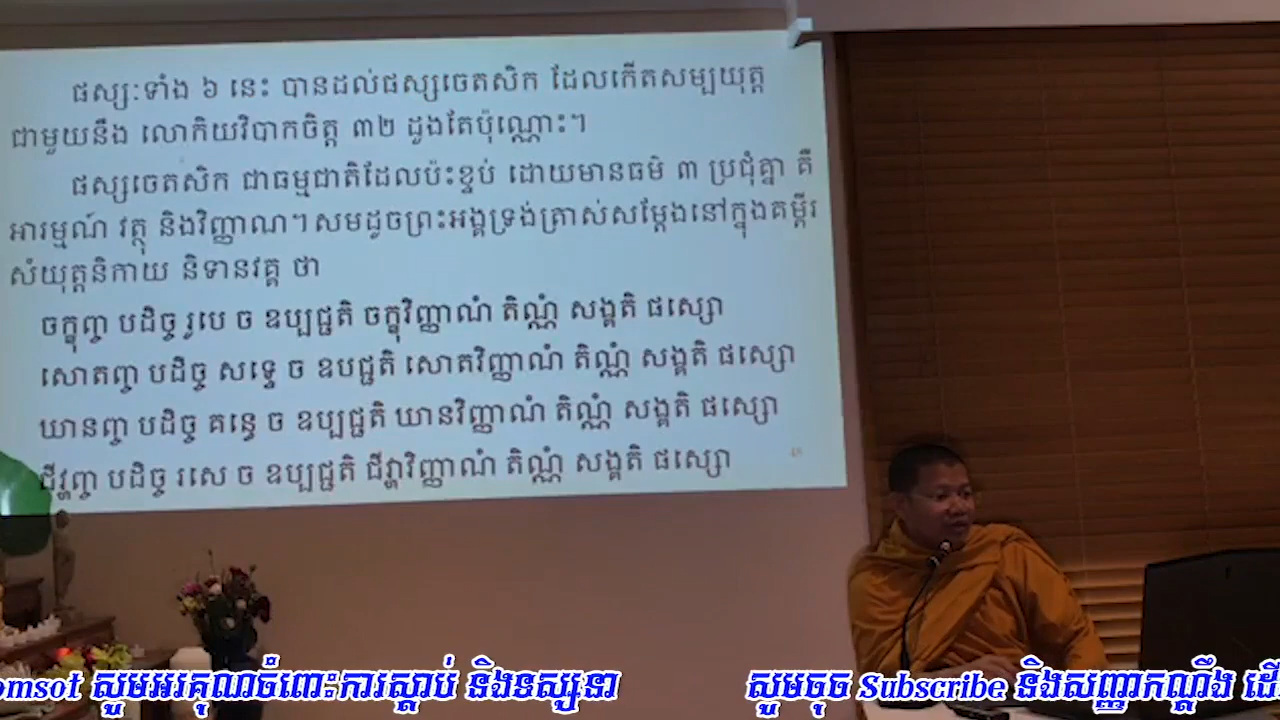 ផស្សៈទាំង ៦ នេះ បានដល់ផស្សចេតសិក ដែលកើតសម្បយុត្ត
ជាមួយនឹង លោកិយវិបាកចិត្ត ៣២ ដួងតែប៉ុណ្ណោះ។
ផស្សចេតសិក ជាធម្មជាតិដែលប៉ះខ្ទប់ ដោយមានធម៌ ៣ ប្រជុំគ្នា គឺ
អារម្មណ៍ វត្ថុ និងវិញ្ញាណ។ សមដូចព្រះអង្គទ្រង់ត្រាស់សម្តែងនៅក្នុងគម្ពីរ
សំយុត្តនិកាយ និទានវគ្គ ថា
ចក្ខុញ្ច បដិច្ច រូបេ ច ឧប្បជ្ជតិ ចក្ខុវិញ្ញាណំ តិណ្ណំ សង្គតិ ផស្សោ
សោតញ្ច បដិច្ច សទ្ទេ ច ឧបជ្ជតិ សោតវិញ្ញាណំ តិណ្ណំ សង្គតិ ផស្សោ
ឃានញ្ច បដិច្ច គន្ធេ ច ឧប្បជ្ជតិ ឃានវិញ្ញាណំ តិណ្ណំ សង្គតិ ផស្សោ
ជីវ្ហញ្ច បដិច្ច រសេ ច ឧប្បជ្ជតិ ជីវ្ហាវិញ្ញាណំ តិណ្ណំ សង្គតិ ផស្សោ
omsot សូមអរគុណចំពោះការស្តាប់ និងទស្សនា សូមចុច Subscribe និងសញ្ញាកណ្តឹង ដើ